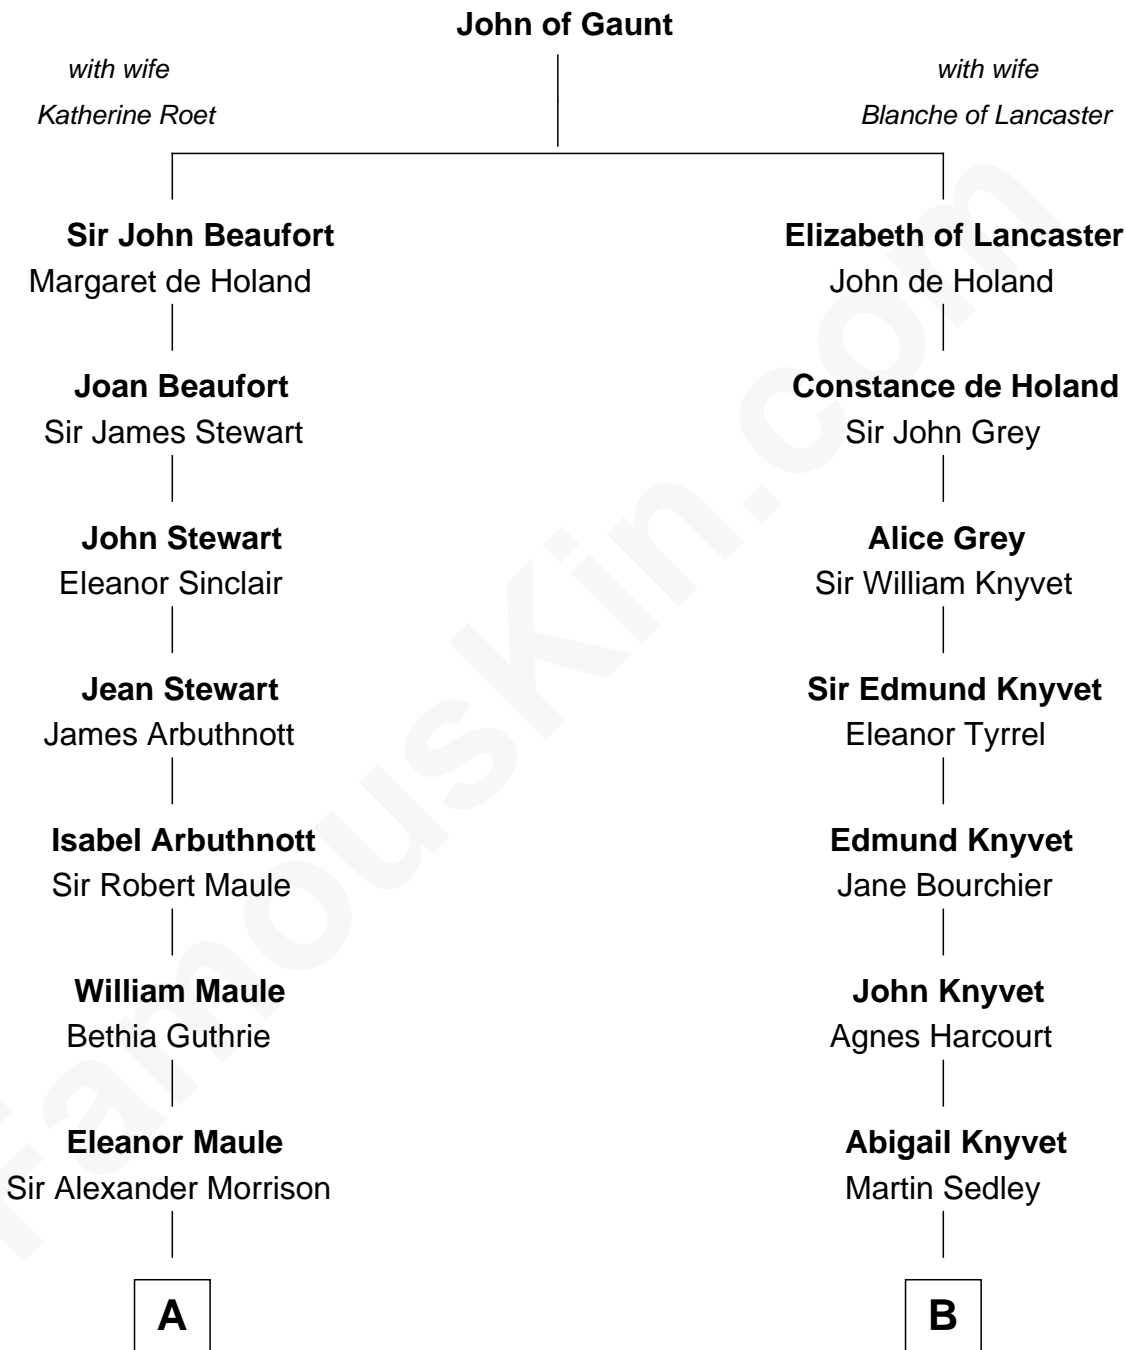 John of Gaunt
with wife
Katherine Roet
with wife
Blanche of Lancaster
Sir John Beaufort
Margaret de Holand
Elizabeth of Lancaster
John de Holand
Joan Beaufort
Sir James Stewart
Constance de Holand
Sir John Grey
John Stewart
Eleanor Sinclair
Alice Grey
Sir William Knyvet
Jean Stewart
James Arbuthnott
Sir Edmund Knyvet
Eleanor Tyrrel
Isabel Arbuthnott
Sir Robert Maule
Edmund Knyvet
Jane Bourchier
William Maule
Bethia Guthrie
John Knyvet
Agnes Harcourt
Eleanor Maule
Sir Alexander Morrison
Abigail Knyvet
Martin Sedley
A
B
FamousKin.com